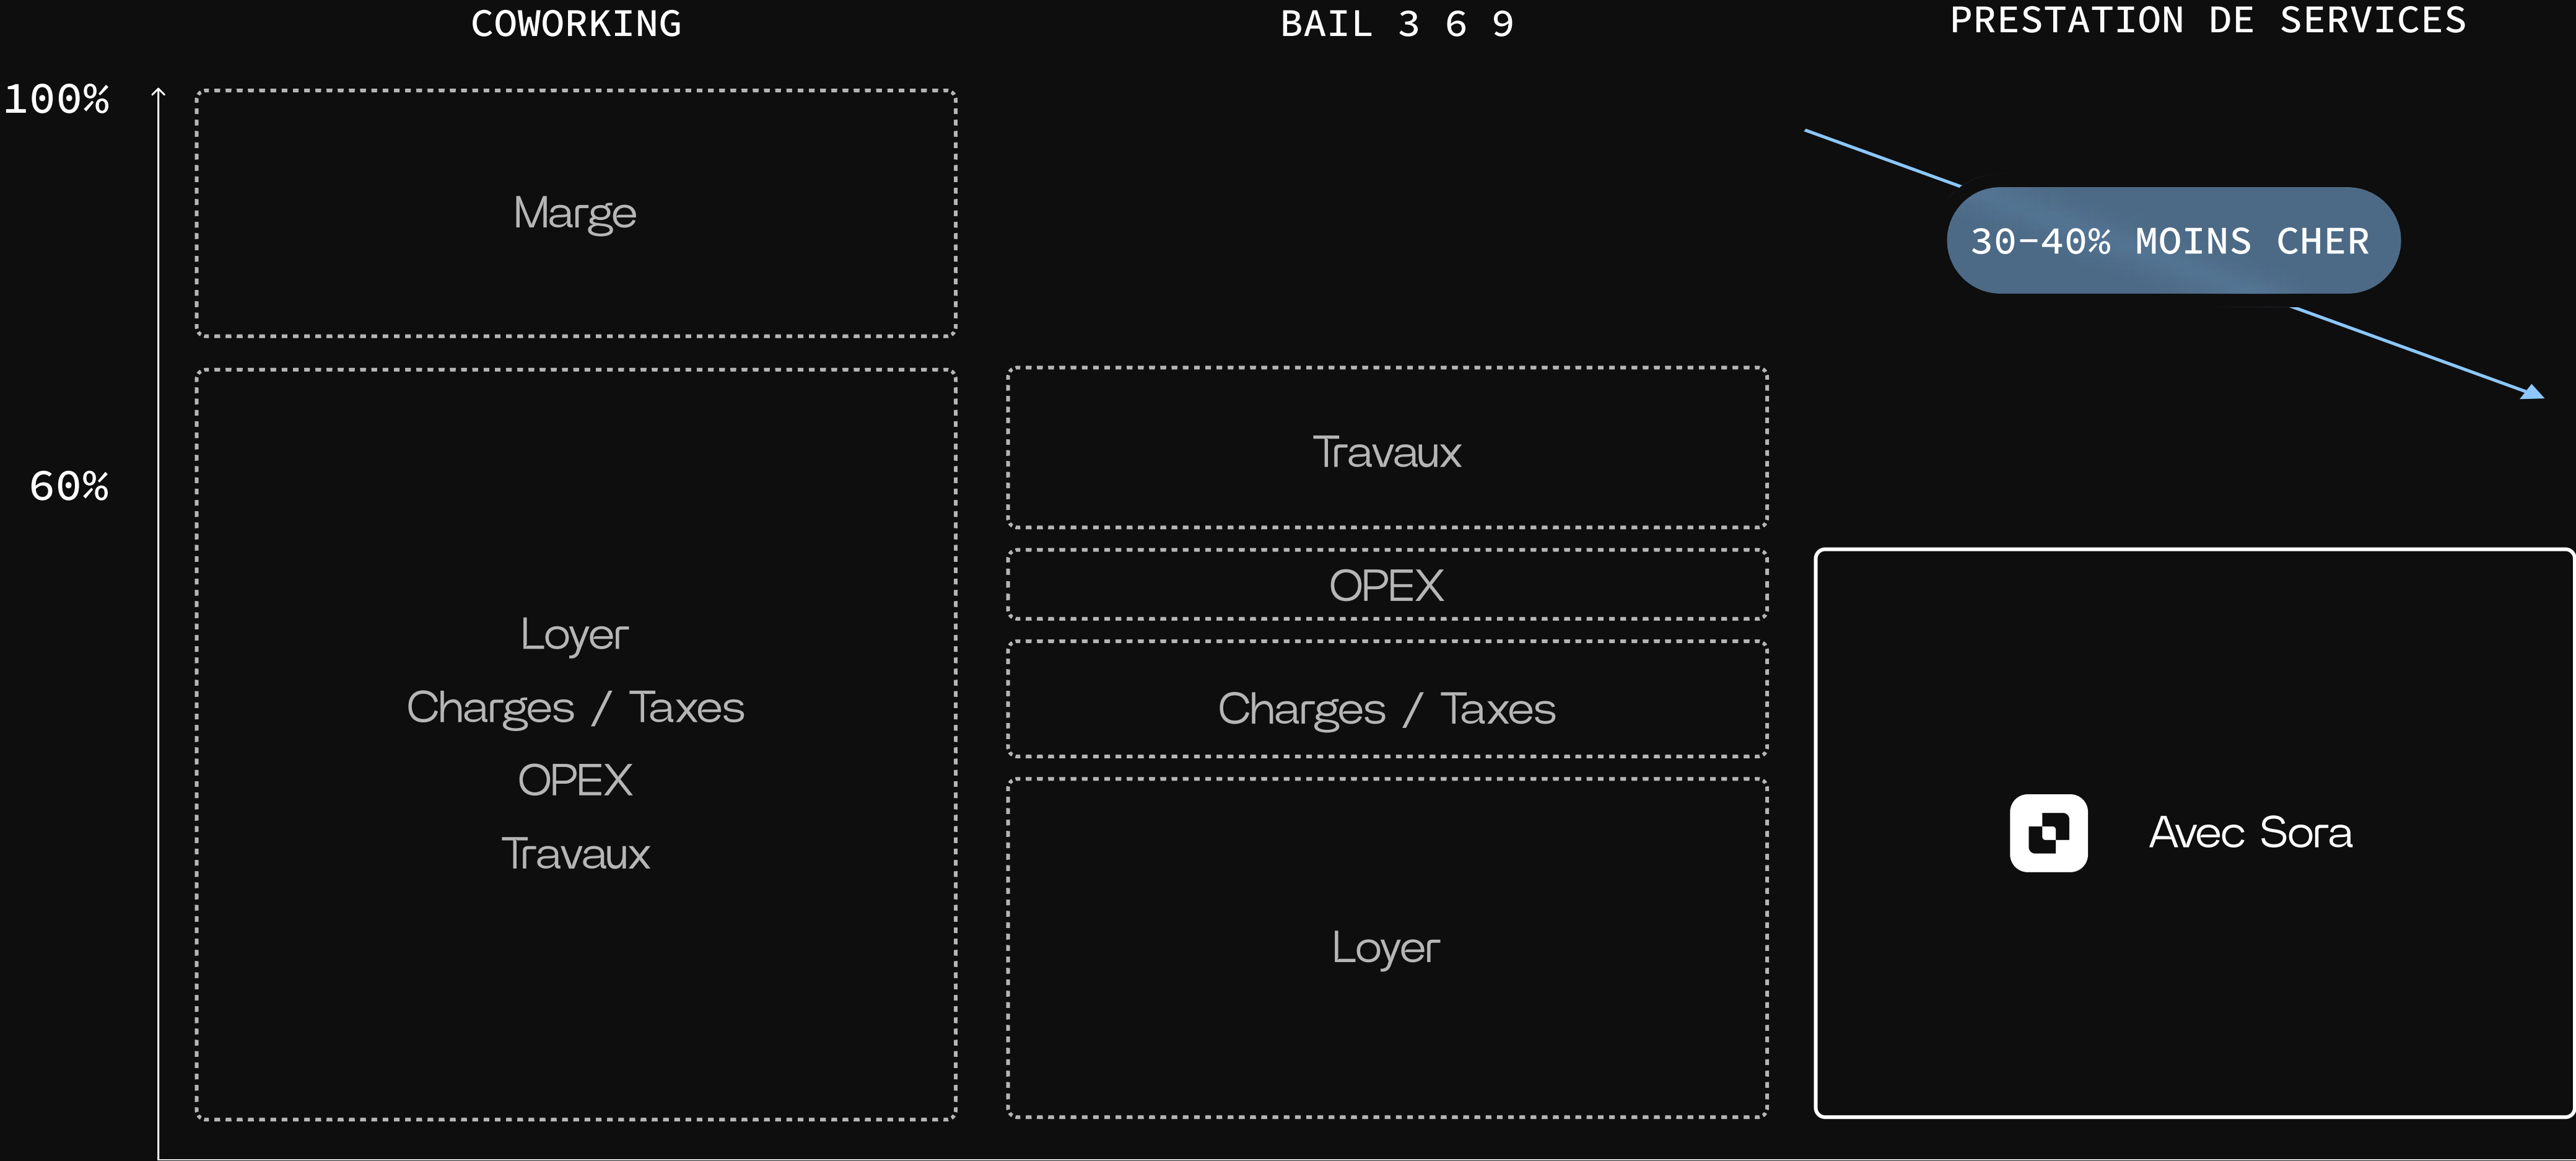 COWORKING
BAIL 3 6 9
PRESTATION DE SERVICES
100%
60%
Marge
Loyer
Charges / Taxes
OPEX
Travaux
Travaux
OPEX
Charges / Taxes
Loyer
30-40% MOINS CHER
Avec Sora